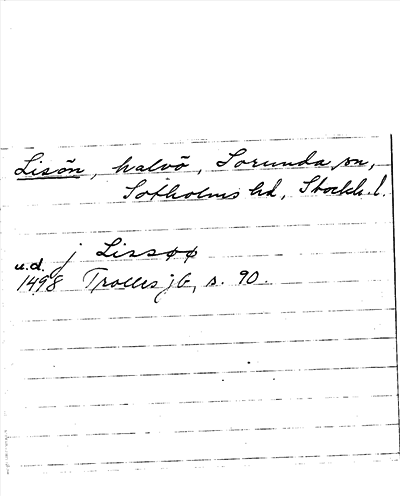 Lisön, halvö, Sorunda sn,
Sotholms hd, Stockh. l.
j Lissøø
u.d.
1498 Trolles jb, s. 90.